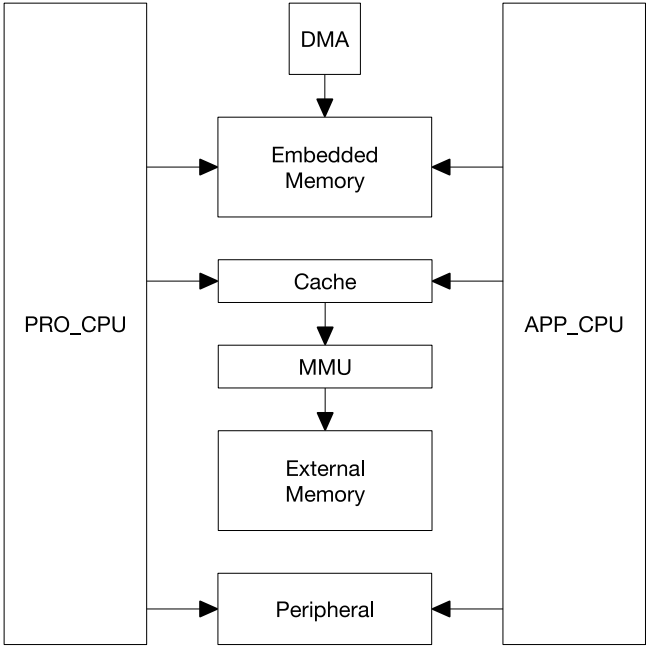 DMA
Embedded
Memory
Cache
PRO_CPU
APP_CPU
MMU
External
Memory
Peripheral